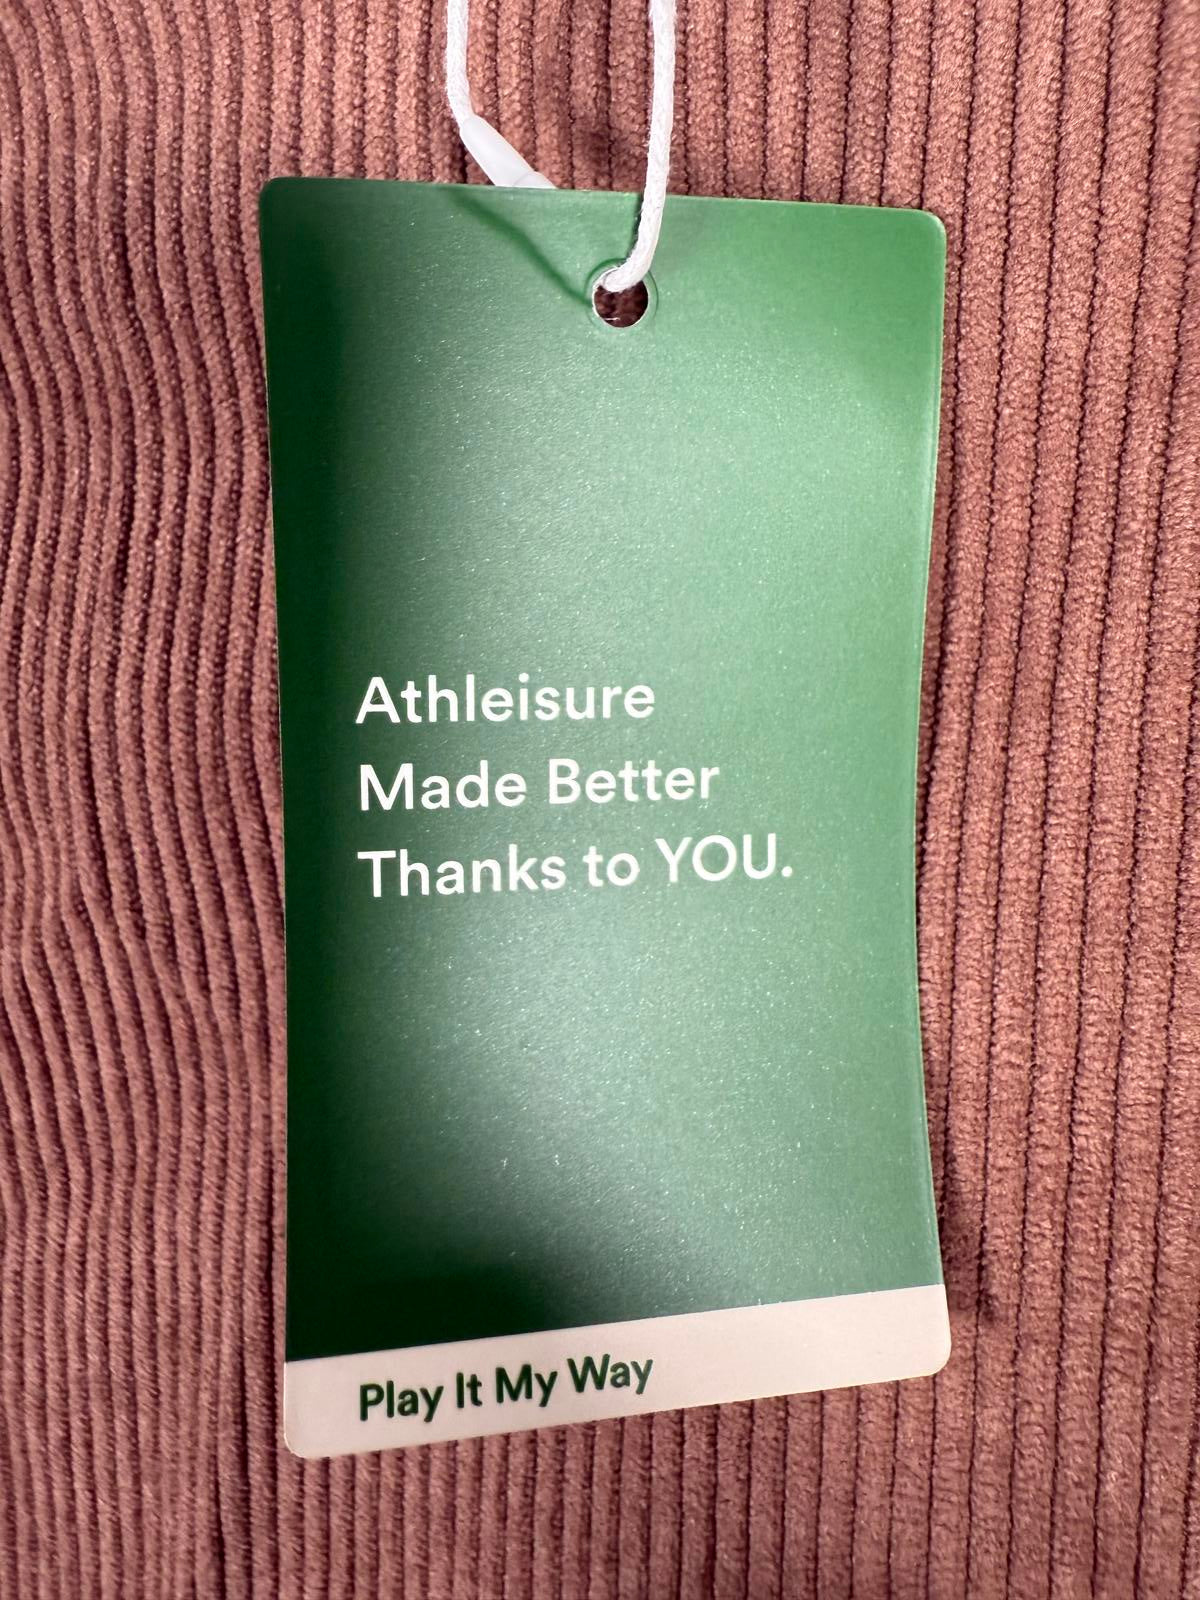 Athleisure
Made Better
Thanks to YOU.
Play It My Way